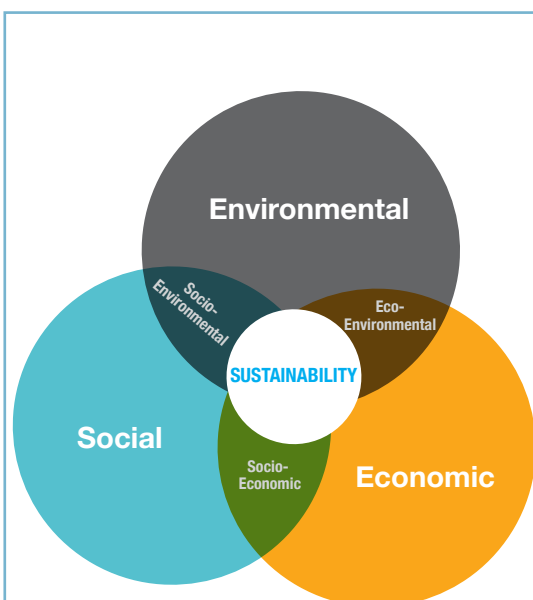 Environmental
Socio-
Environmental
Eco-
Environmental
SUSTAINABILITY
Social
Socio-
Economic
Economic